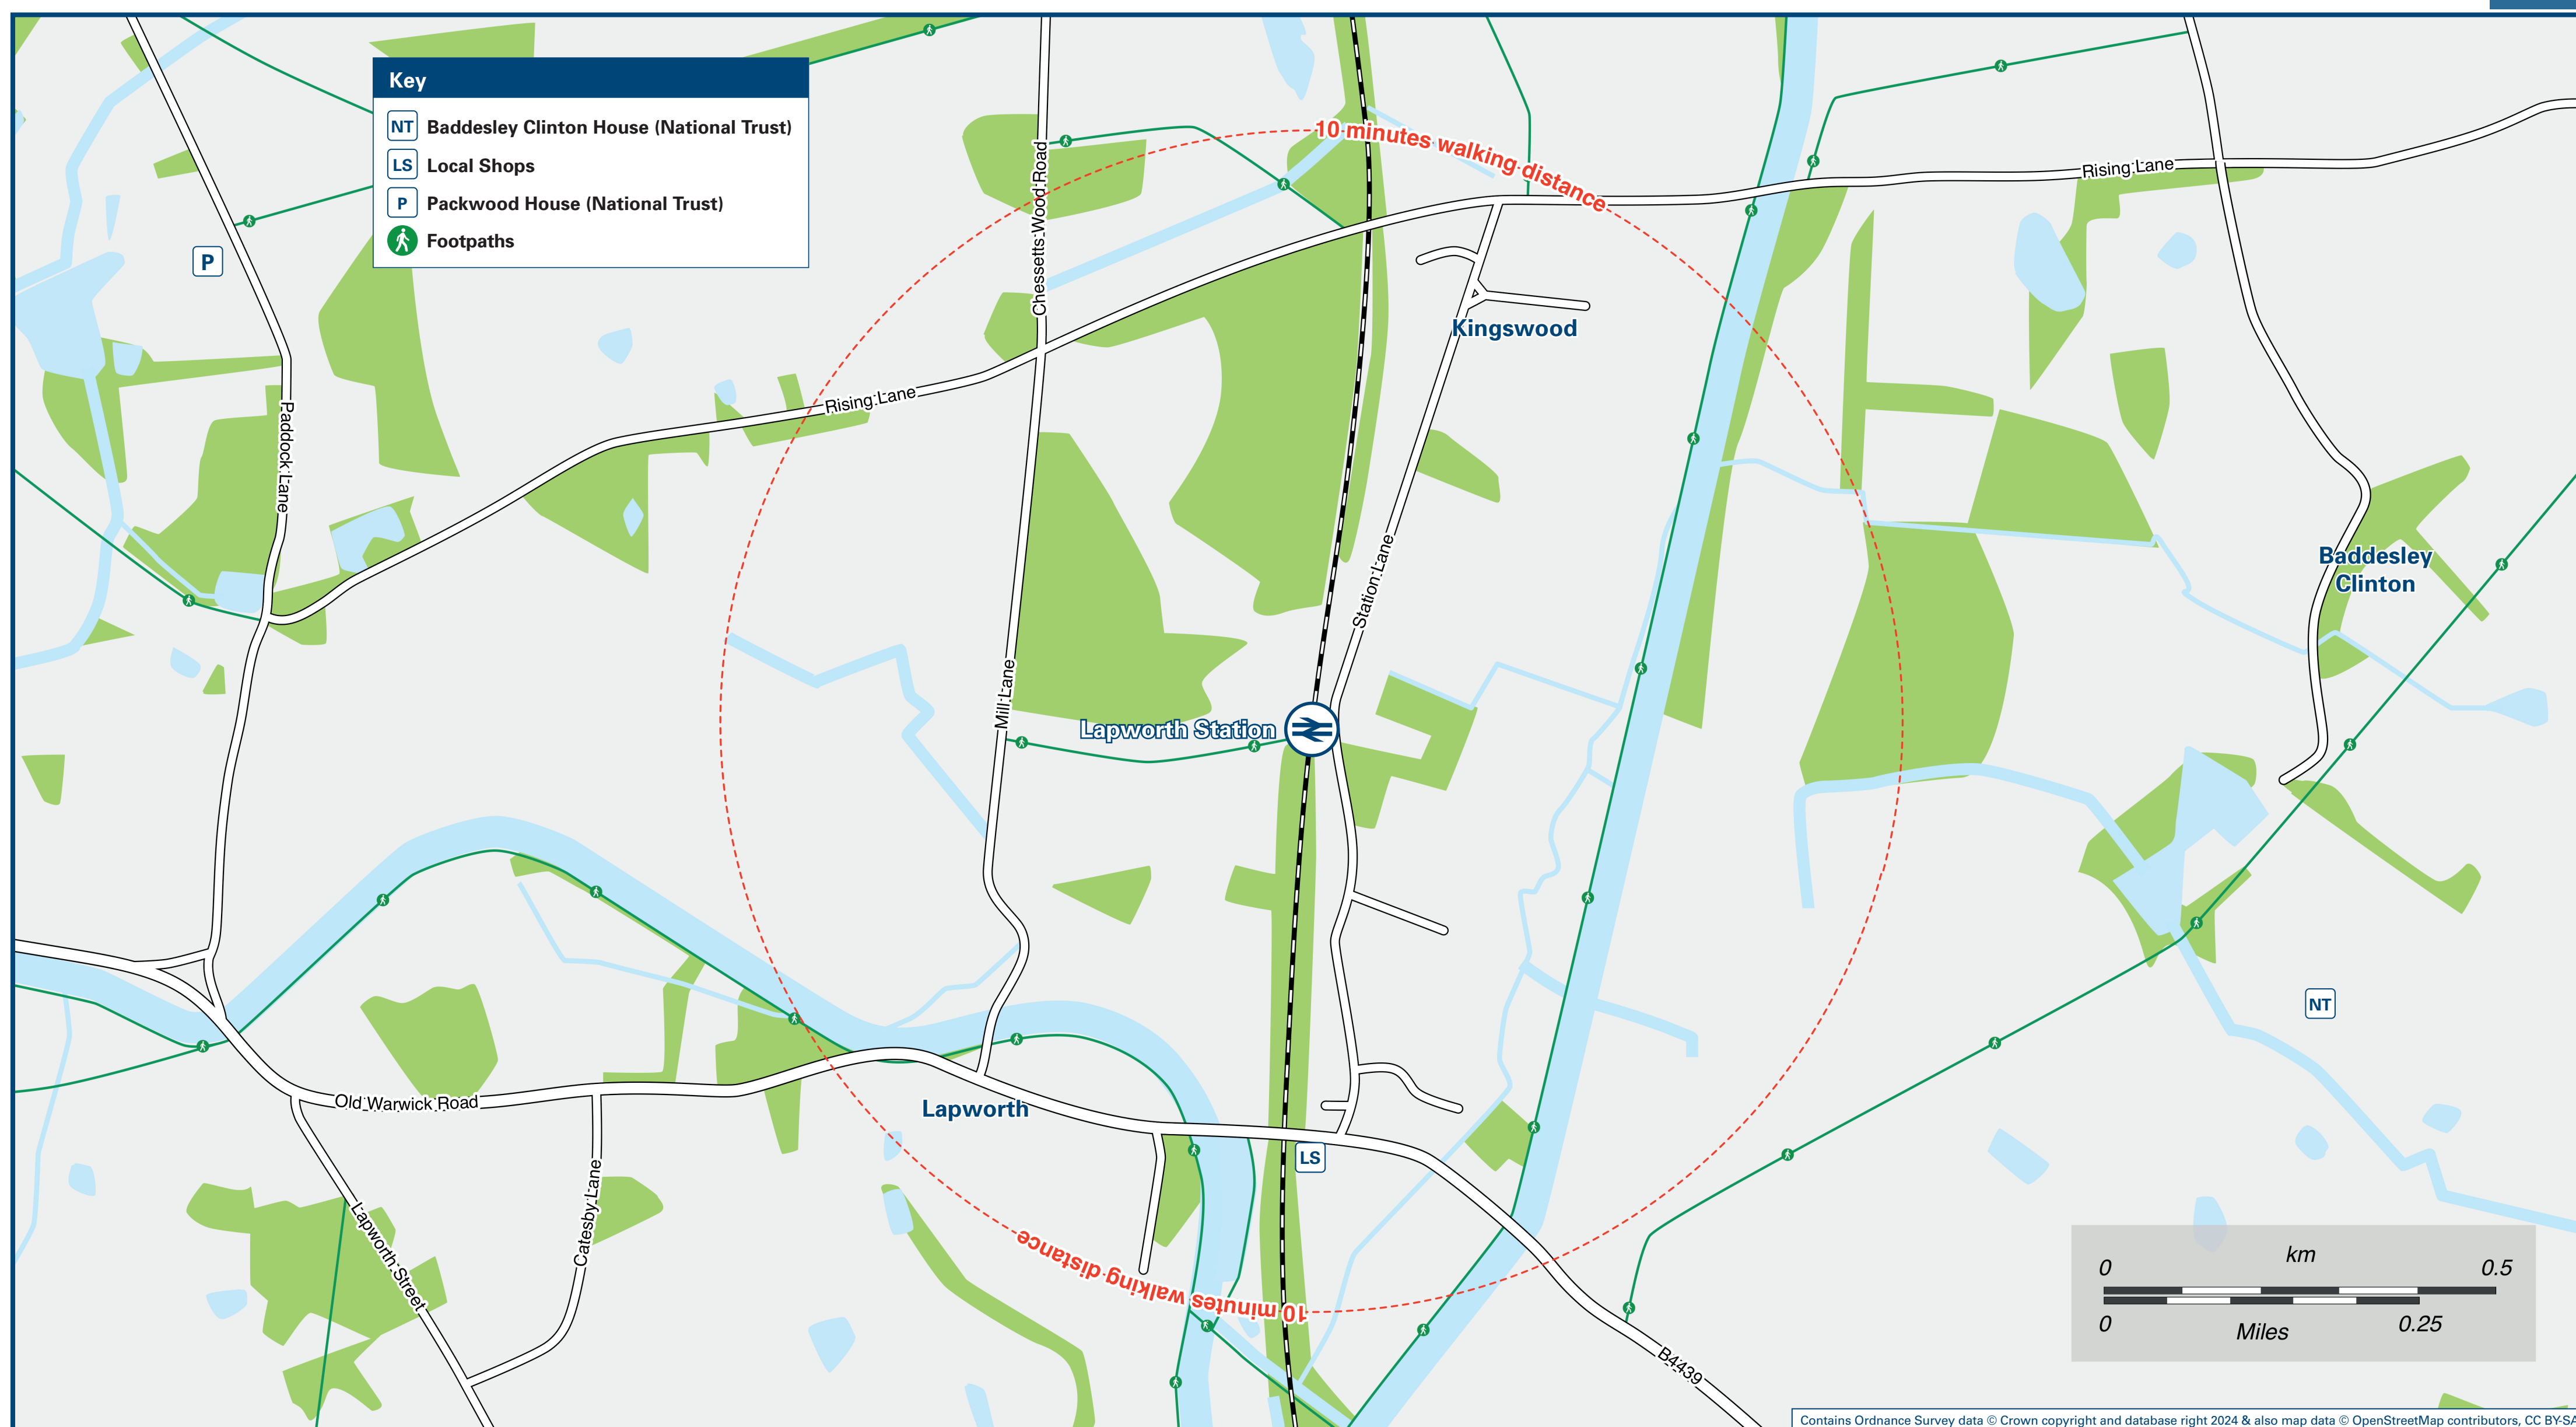 Key
NT Baddesley Clinton House (National Trust)
LS Local Shops
P Packwood House (National Trust)
Footpaths
10 minutes walking distance
Rising Lane
Chessetts Wood Road
P
Kingswood
Rising Lane
Paddock Lane
Station Lane
Baddesley
Clinton
Mill Lane
Lapworth Station
NT
Old Warwick Road
Lapworth
LS
Catesby Lane
Lapworth Street
10 minutes walking distance
km
0 0.5
0 0.25
Miles
B4439
Contains Ordnance Survey data © Crown copyright and database right 2024 & also map data © OpenStreetMap contributors, CC BY-SA